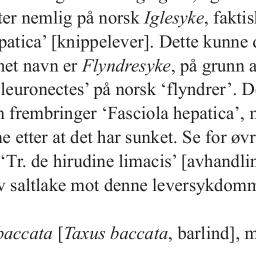 ter nemlig på norsk Iglesyke, faktis
patica’ [knippelever]. Dette kunne
net navn er Flyndresyke, på grunn a
leuronectes’ på norsk ‘flyndrer’. D
frembringer ‘Fasciola hepatica’,
ne etter at det har sunket. Se for øvr
‘Tr. de hirudine limacis’ [avhandlin
v saltlake mot denne leversykdomm
baccata [Taxus baccata, barlind], m